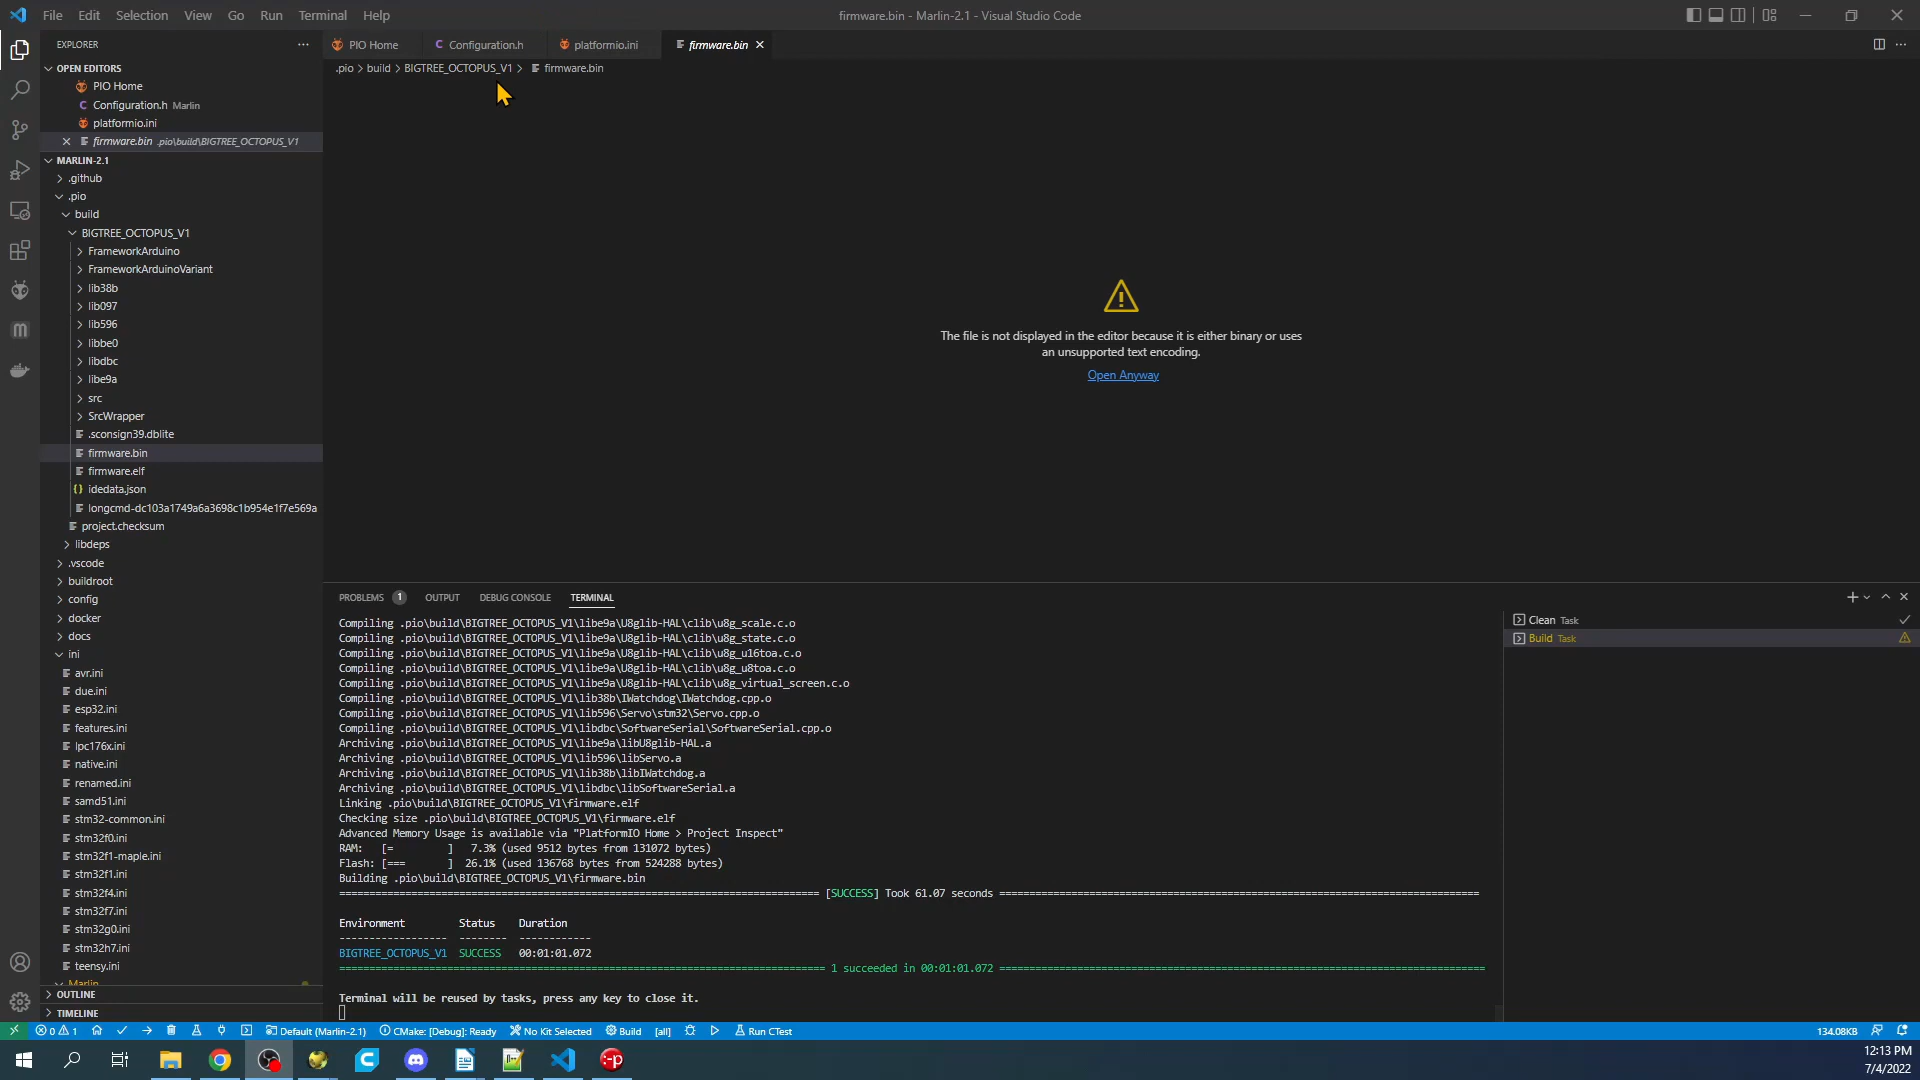 File Edit Selection View Go Run Terminal Help
firmware.bin - Marlin-2.1 - Visual Studio Code
EXPLORER
PIO Home
Configuration.h
platformio.ini
firmware.bin
.pio > build > BIGTREE_OCTOPUS_V1 > firmware.bin
OPEN EDITORS
PIO Home
Configuration.h Marlin
platformio.ini
firmware.bin .pio\build\BIGTREE_OCTOPUS_V1
MARLIN-2.1
.github
.pio
build
BIGTREE_OCTOPUS_V1
FrameworkArduino
FrameworkArduinoVariant
lib38b
lib097
lib596
libbe0
libdbc
libe9a
src
SrcWrapper
.sconsign39.dblite
firmware.bin
firmware.elf
idedata.json
longcmd-dc103a1749a6a3698c1b954e1f7e569a
project.checksum
libdeps
.vscode
buildroot
config
docker
docs
ini
avr.ini
due.ini
esp32.ini
features.ini
lpc176x.ini
native.ini
renamed.ini
samd51.ini
stm32-common.ini
stm32f0.ini
stm32f1-maple.ini
stm32f1.ini
stm32f4.ini
stm32f7.ini
stm32g0.ini
stm32h7.ini
teensy.ini
Marlin
OUTLINE
TIMELINE
The file is not displayed in the editor because it is either binary or uses
an unsupported text encoding.
Open Anyway
PROBLEMS 1 OUTPUT DEBUG CONSOLE TERMINAL
Compiling .pio\build\BIGTREE_OCTOPUS_V1\libe9a\U8glib-HAL\clib\u8g_scale.c.o
Compiling .pio\build\BIGTREE_OCTOPUS_V1\libe9a\U8glib-HAL\clib\u8g_state.c.o
Compiling .pio\build\BIGTREE_OCTOPUS_V1\libe9a\U8glib-HAL\clib\u8g_u16toa.c.o
Compiling .pio\build\BIGTREE_OCTOPUS_V1\libe9a\U8glib-HAL\clib\u8g_u8toa.c.o
Compiling .pio\build\BIGTREE_OCTOPUS_V1\libe9a\U8glib-HAL\clib\u8g_virtual_screen.c.o
Compiling .pio\build\BIGTREE_OCTOPUS_V1\lib38b\IWatchdog\IWatchdog.cpp.o
Compiling .pio\build\BIGTREE_OCTOPUS_V1\lib596\Servo\stm32\Servo.cpp.o
Compiling .pio\build\BIGTREE_OCTOPUS_V1\libdbc\SoftwareSerial\SoftwareSerial.cpp.o
Archiving .pio\build\BIGTREE_OCTOPUS_V1\libe9a\libU8glib-HAL.a
Archiving .pio\build\BIGTREE_OCTOPUS_V1\lib596\libServo.a
Archiving .pio\build\BIGTREE_OCTOPUS_V1\lib38b\libIWatchdog.a
Archiving .pio\build\BIGTREE_OCTOPUS_V1\libdbc\libSoftwareSerial.a
Linking .pio\build\BIGTREE_OCTOPUS_V1\firmware.elf
Checking size .pio\build\BIGTREE_OCTOPUS_V1\firmware.elf
Advanced Memory Usage is available via "PlatformIO Home > Project Inspect"
RAM: [= ] 7.3% (used 9512 bytes from 131072 bytes)
Flash: [=== ] 26.1% (used 136768 bytes from 524288 bytes)
Building .pio\build\BIGTREE_OCTOPUS_V1\firmware.bin
[SUCCESS] Took 61.07 seconds
Environment Status Duration
BIGTREE_OCTOPUS_V1 SUCCESS 00:01:01.072
1 succeeded in 00:01:01.072
Terminal will be reused by tasks, press any key to close it.
Clean Task
Build Task
0 1 Default (Marlin-2.1) CMake: [Debug]: Ready No Kit Selected Build [all] Run CTest 134.08KB
12:13 PM
7/4/2022